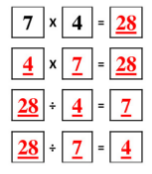 7 x 4 = 28
4 x 7 = 28
28 ÷ 4 = 7
28 ÷ 7 = 4